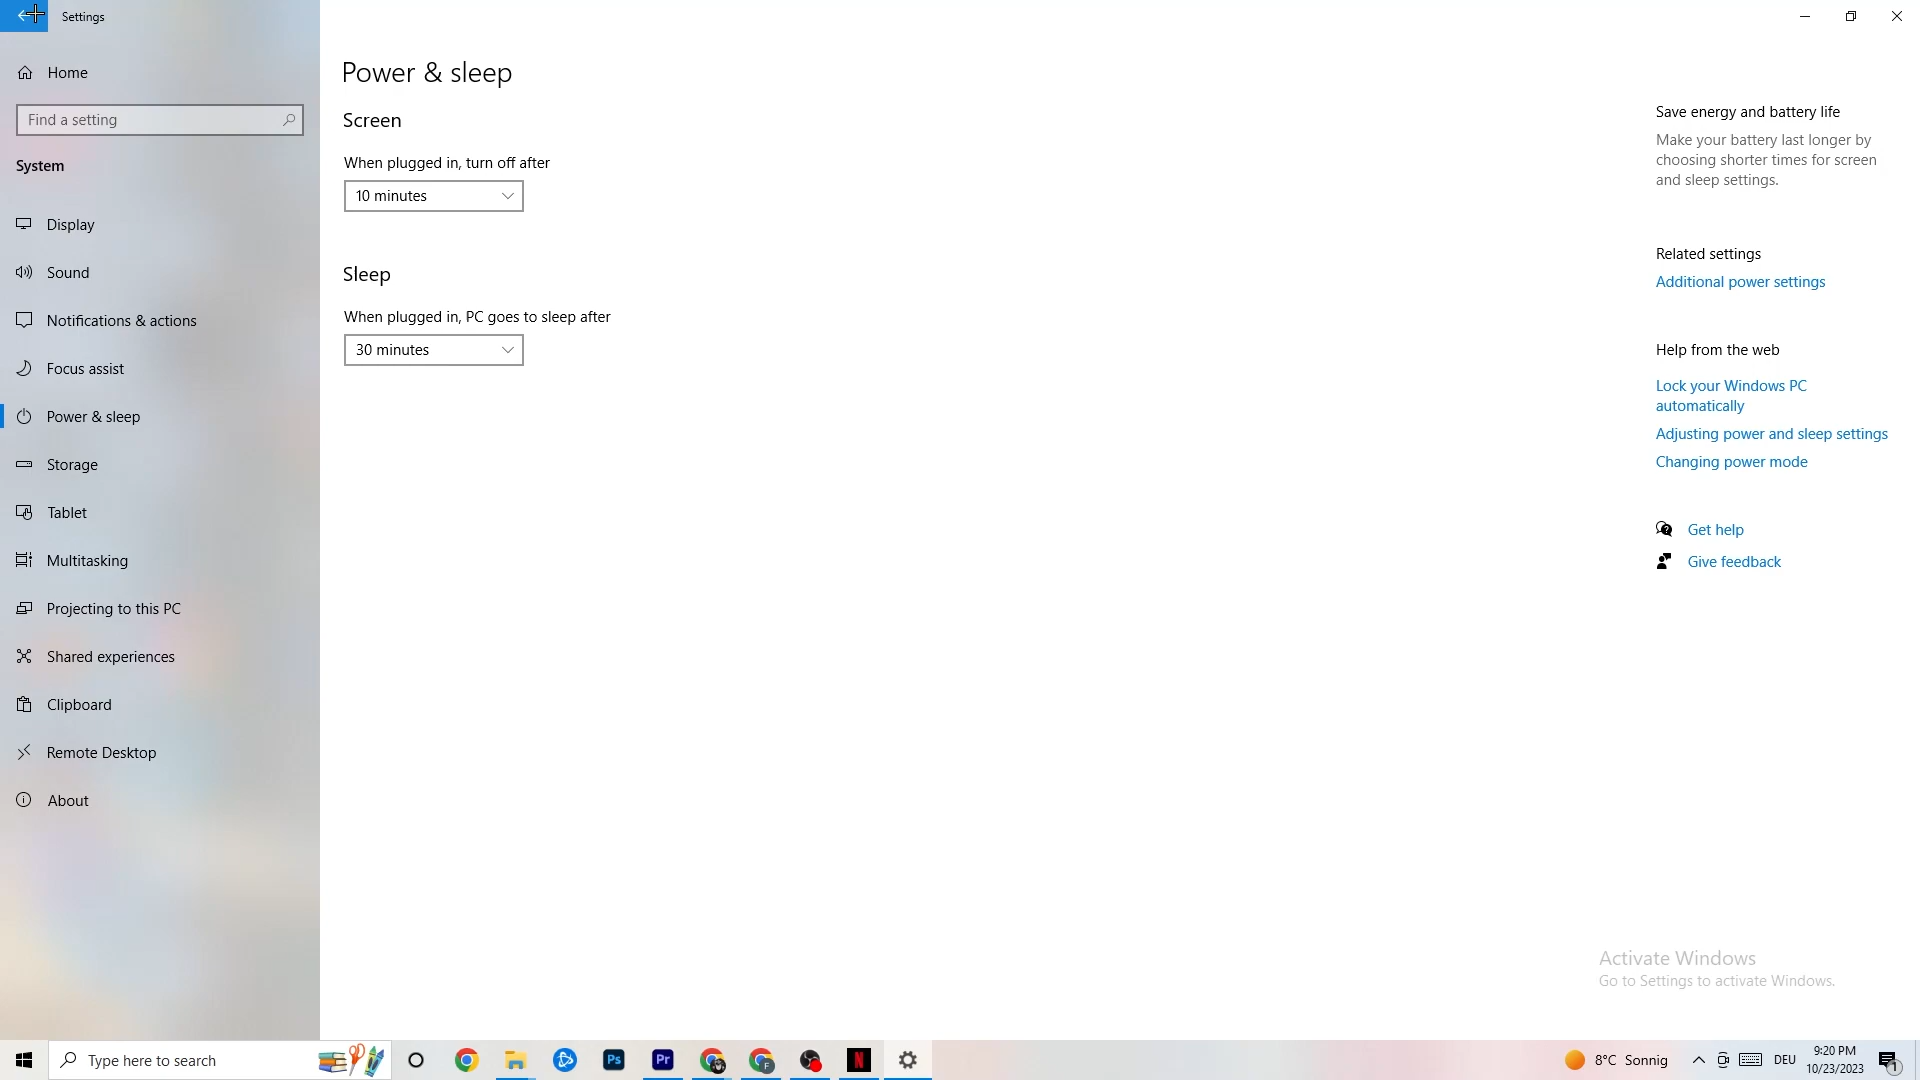 Settings
Home
Find a setting
System
Display
Sound
Notifications & actions
Focus assist
Power & sleep
Storage
Tablet
Multitasking
Projecting to this PC
Shared experiences
Clipboard
Remote Desktop
About
Power & sleep
Screen
When plugged in, turn off after
10 minutes
Sleep
When plugged in, PC goes to sleep after
30 minutes
Save energy and battery life
Make your battery last longer by
choosing shorter times for screen
and sleep settings.
Related settings
Additional power settings
Help from the web
Lock your Windows PC
automatically
Adjusting power and sleep settings
Changing power mode
Get help
Give feedback
Activate Windows
Go to Settings to activate Windows.
Type here to search
Ps
Pr
F
N
8°C Sonnig
DEU
9:20 PM
10/23/2023
1